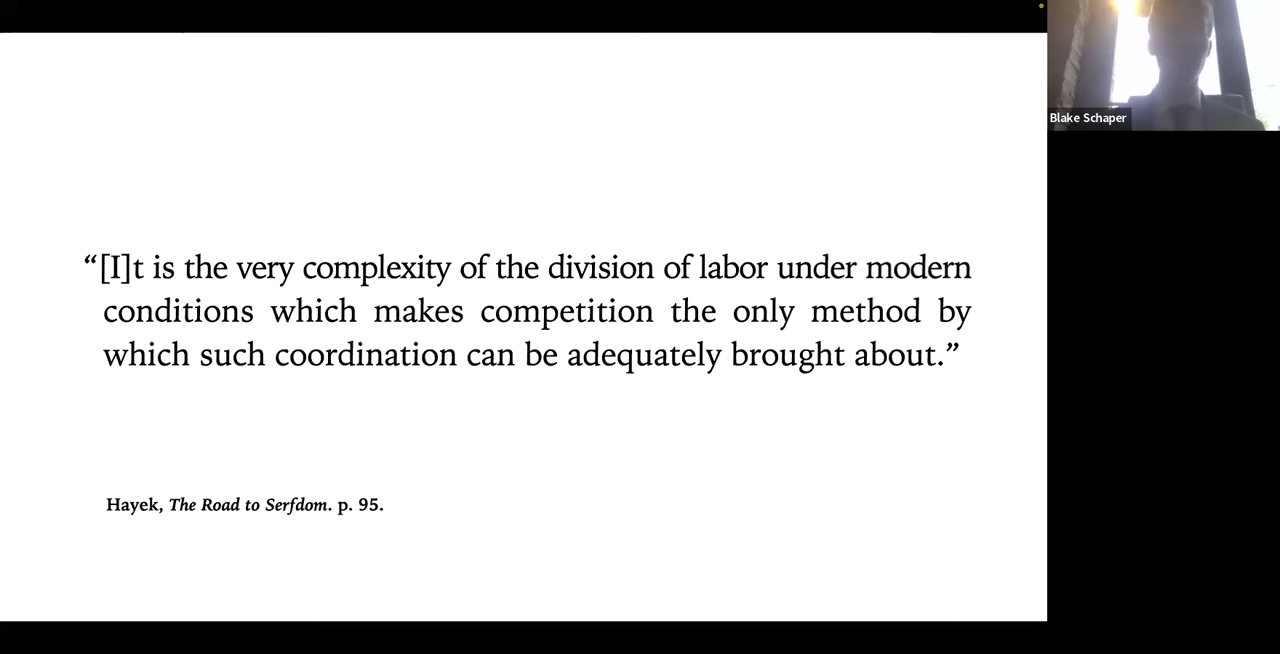 “[I]t is the very complexity of the division of labor under modern
conditions which makes competition the only method by
which such coordination can be adequately brought about.”
Hayek, The Road to Serfdom. p. 95.
Blake Schaper